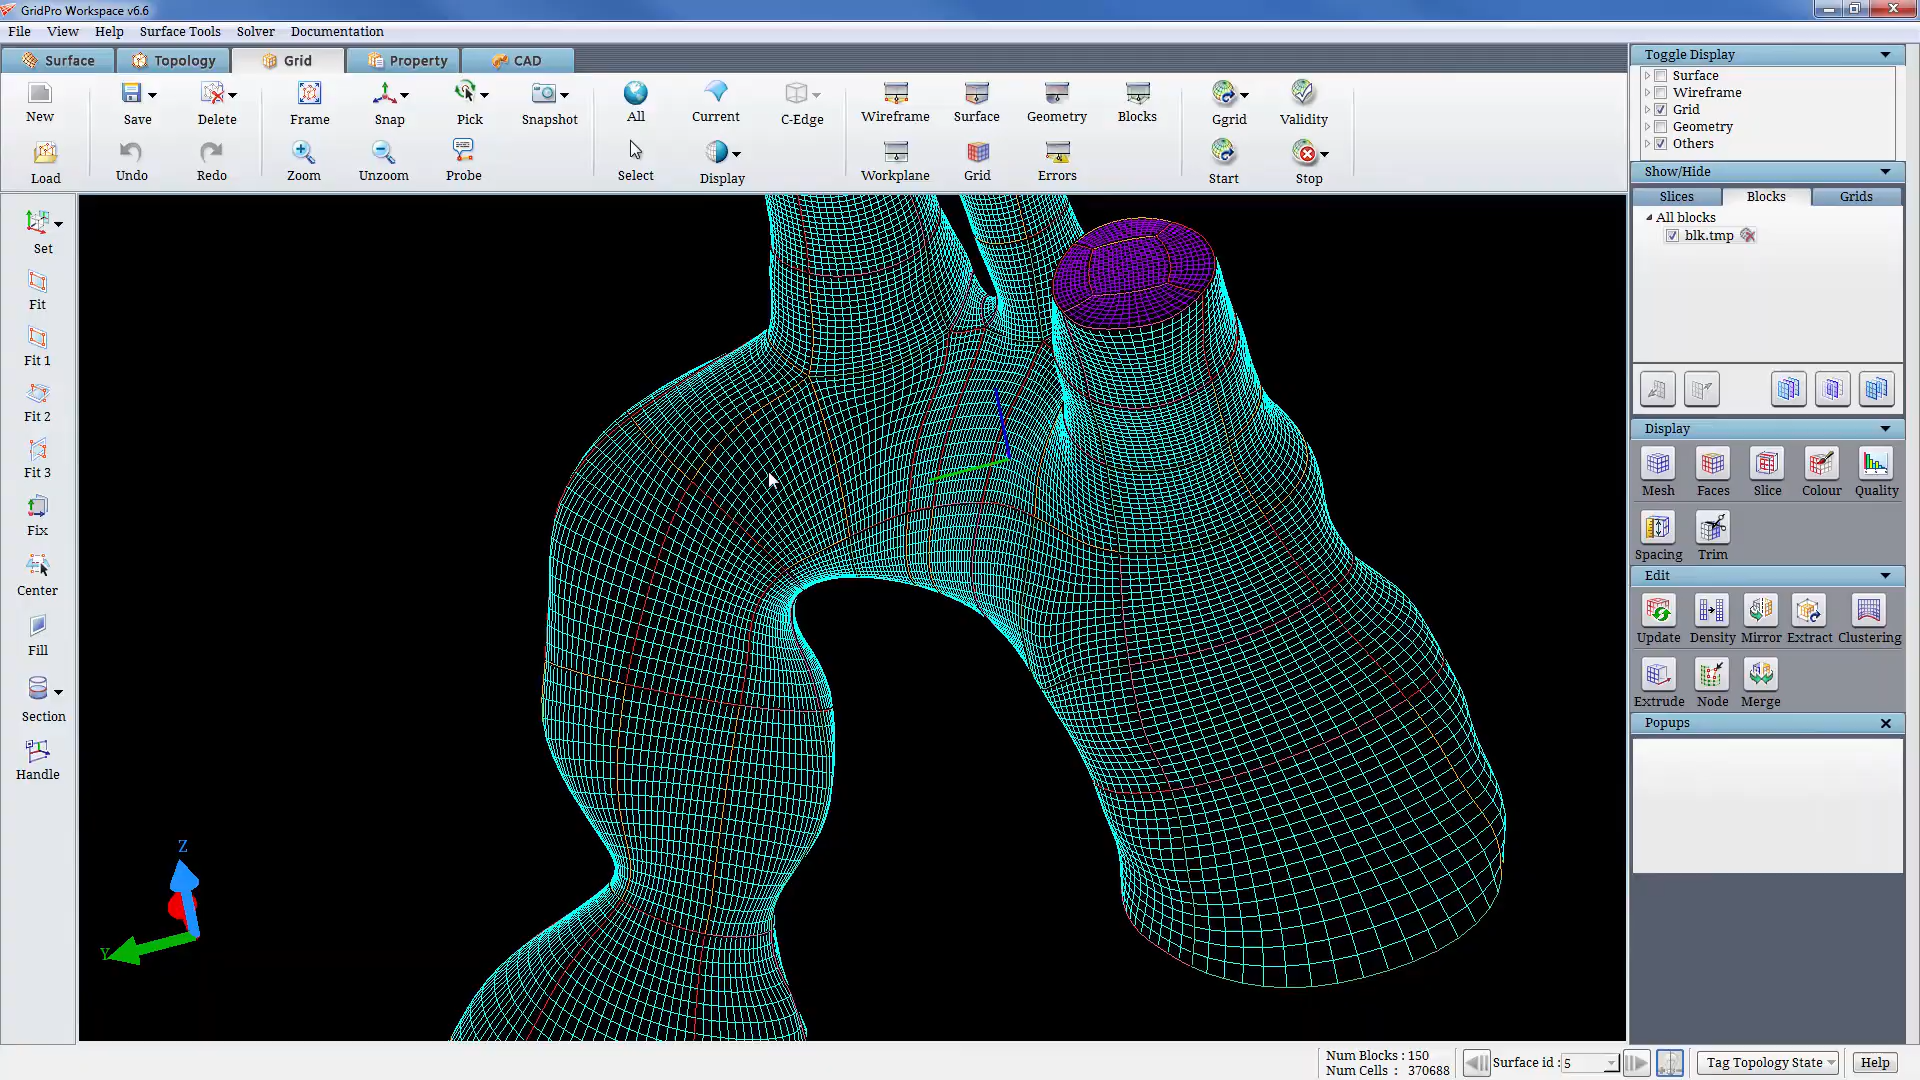 GridPro Workspace v6.6
File View Help Surface Tools Solver Documentation
Surface Topology Grid Property CAD
New Save Delete Frame Snap Pick Snapshot All Current C-Edge Wireframe Surface Geometry Blocks Ggrid Validity
Load Undo Redo Zoom Unzoom Probe Select Display Workplane Grid Errors Start Stop
Set
Fit
Fit 1
Fit 2
Fit 3
Fix
Center
Fill
Section
Handle
Z
Y
Toggle Display
Surface
Wireframe
Grid
Geometry
Others
Show/Hide
Slices Blocks Grids
All blocks
blk.tmp
Display
Mesh Faces Slice Colour Quality
Spacing Trim
Edit
Update Density Mirror Extract Clustering
Extrude Node Merge
Popups
Num Blocks : 150
Num Cells : 370688
Surface id : 5
Tag Topology State
Help